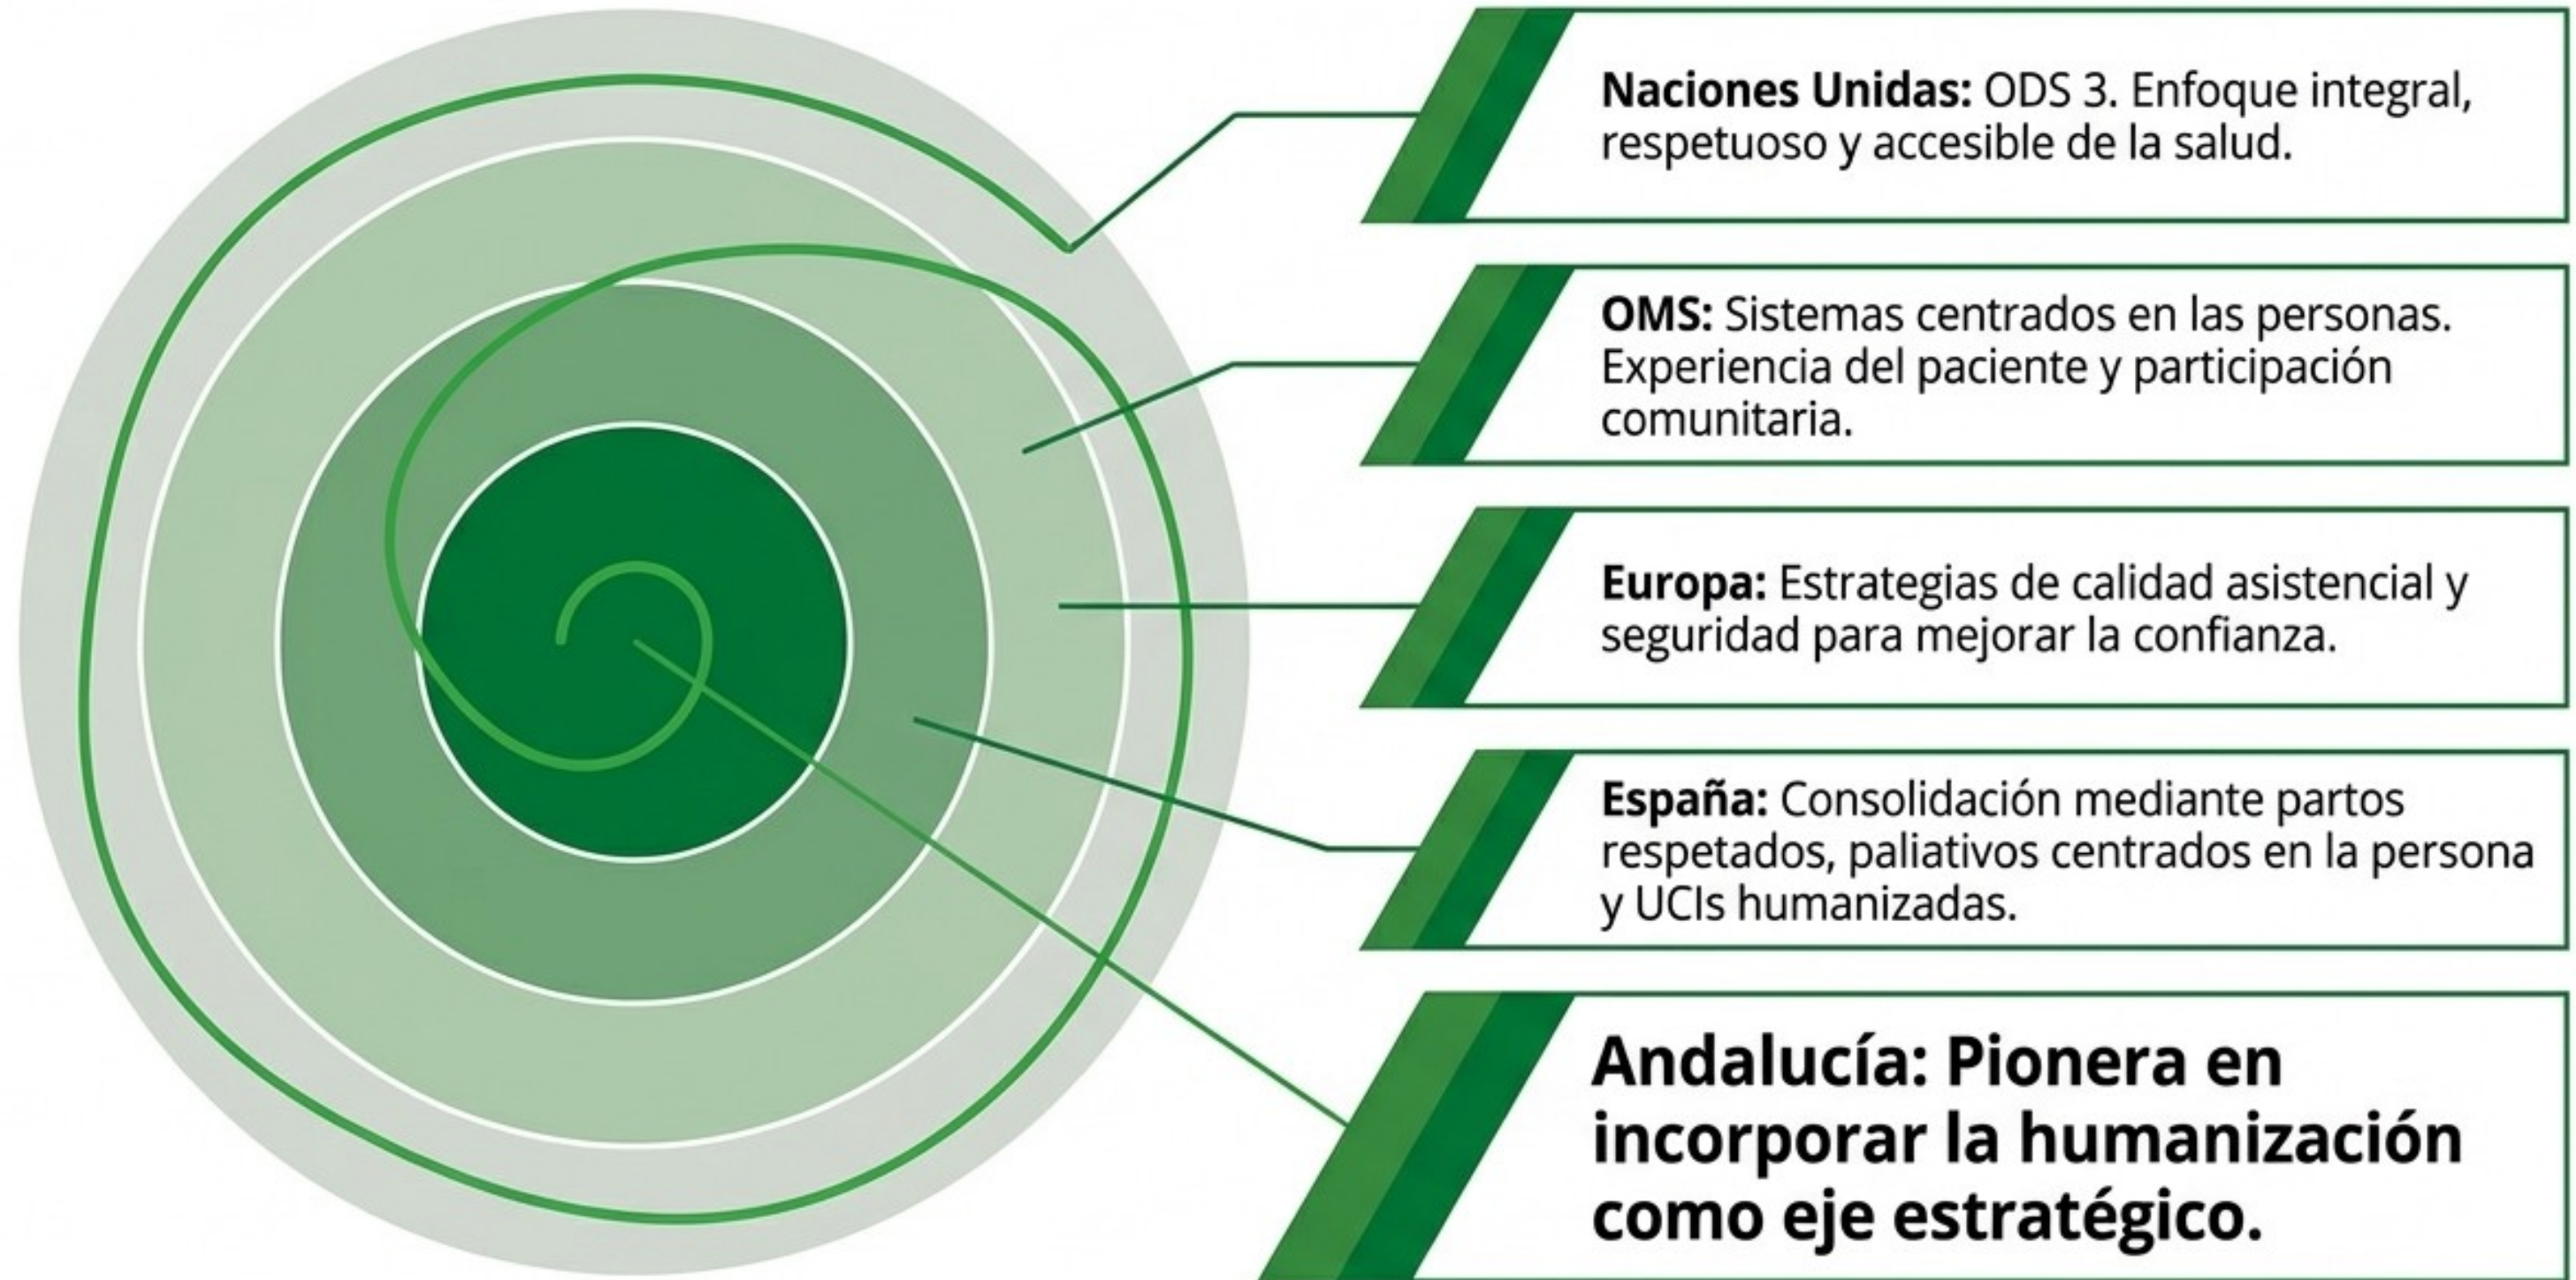 Naciones Unidas: ODS 3. Enfoque integral,
respetuoso y accesible de la salud.
OMS: Sistemas centrados en las personas.
Experiencia del paciente y participación
comunitaria.
Europa: Estrategias de calidad asistencial y
seguridad para mejorar la confianza.
España: Consolidación mediante partos
respetados, paliativos centrados en la persona
y UCIs humanizadas.
Andalucía: Pionera en
incorporar la humanización
como eje estratégico.